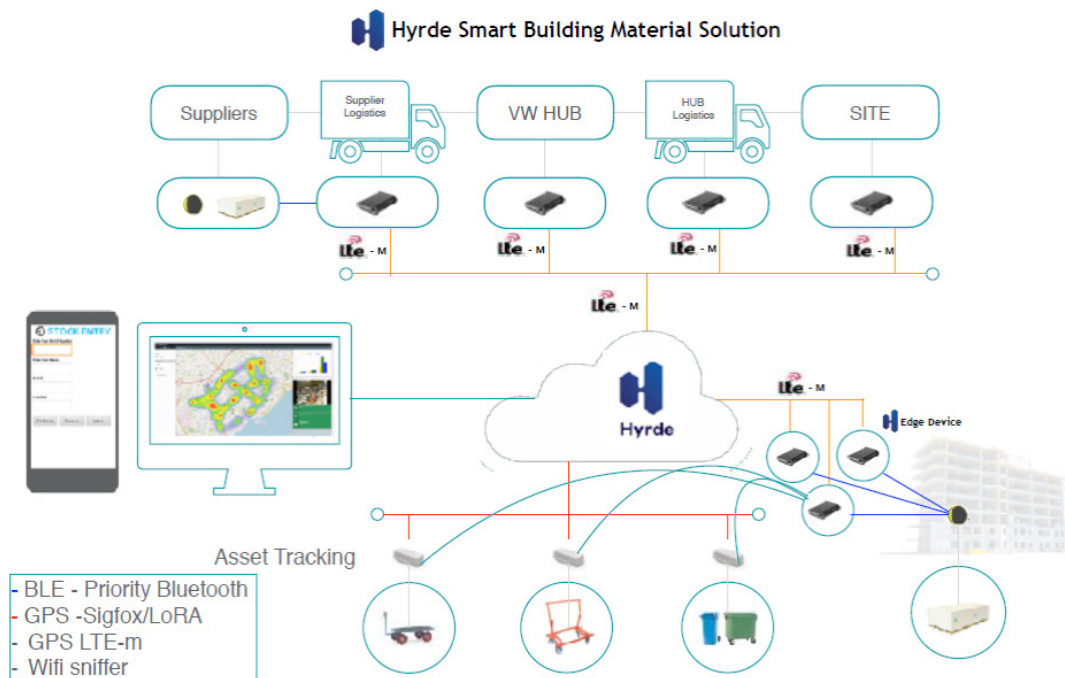 Hyrde Smart Building Material Solution
Suppliers
Supplier
Logistics
VW HUB
HUB
Logistics
SITE
Lte - M
Lte - M
Lte - M
Lte - M
Lte - M
STOCK ENTRY
Hyrde
Lte - M
Edge Device
Asset Tracking
- BLE - Priority Bluetooth
- GPS -Sigfox/LoRA
- GPS LTE-m
- Wifi sniffer